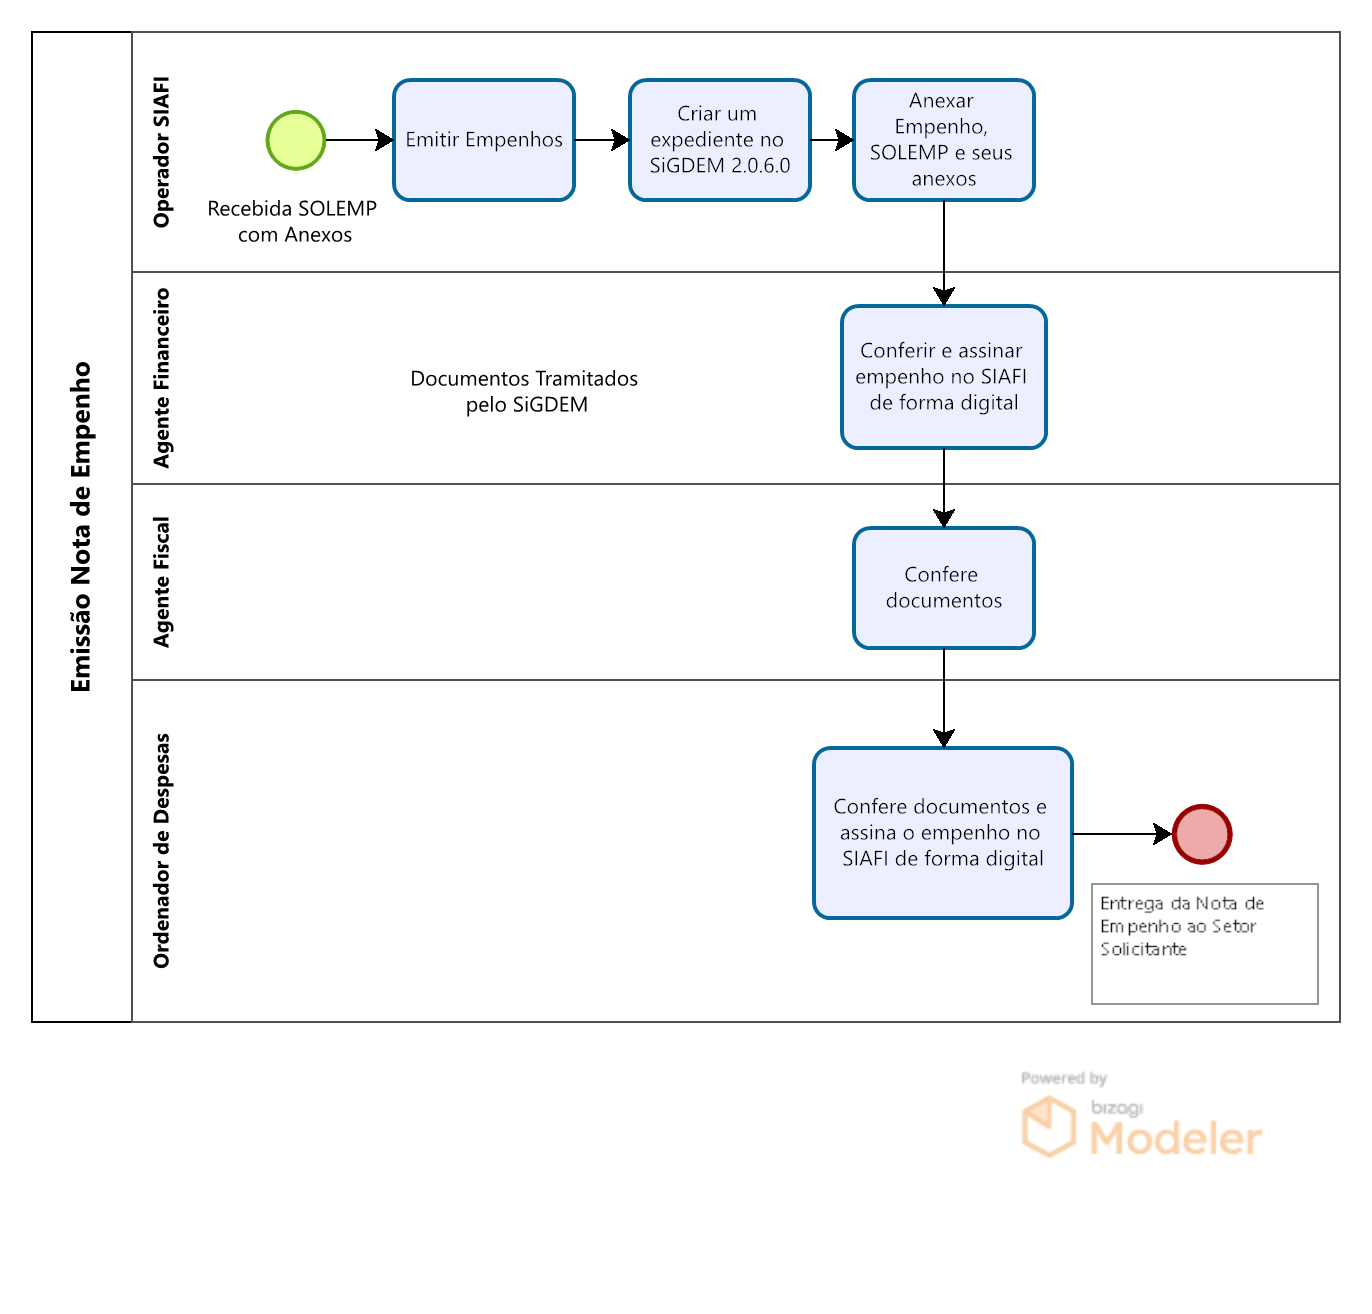 Emissão Nota de Empenho
Operador SIAFI
Recebida SOLEMP
com Anexos
Emitir Empenhos
Criar um
expediente no
SiGDEM 2.0.6.0
Anexar
Empenho,
SOLEMP e seus
anexos
Agente Financeiro
Documentos Tramitados
pelo SiGDEM
Conferir e assinar
empenho no SIAFI
de forma digital
Agente Fiscal
Confere
documentos
Ordenador de Despesas
Confere documentos e
assina o empenho no
SIAFI de forma digital
Entrega da Nota de
Empenho ao Setor
Solicitante
Powered by
bizagi
Modeler